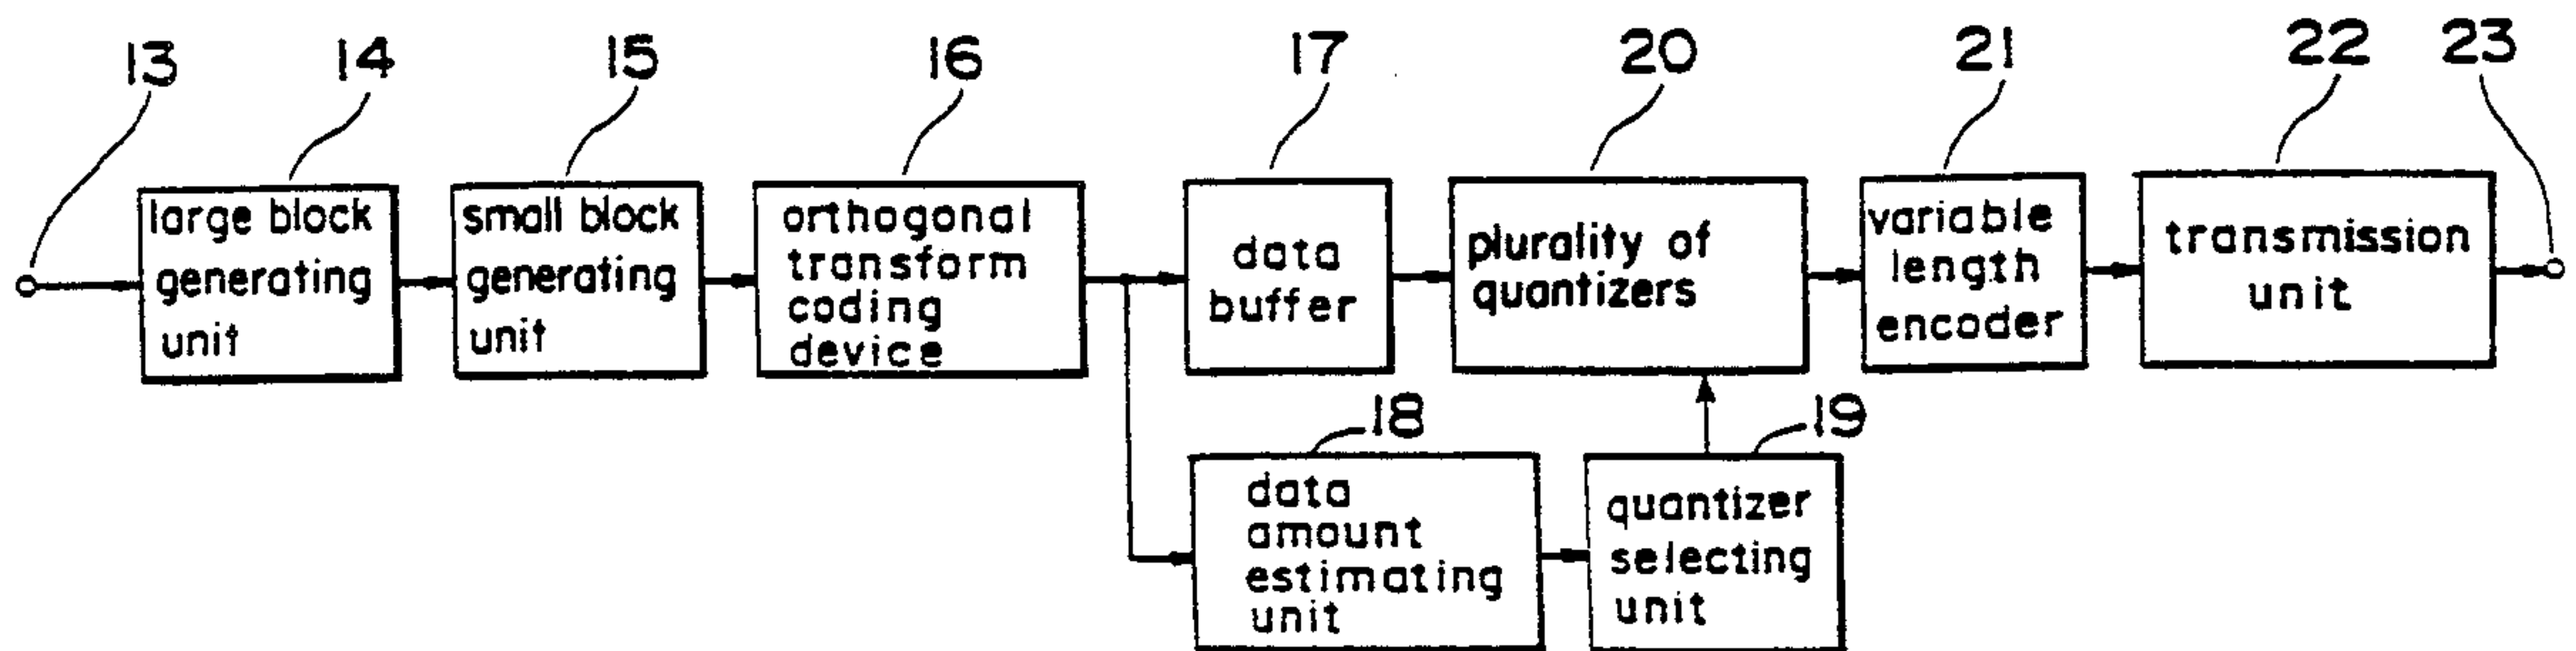 13
14
15
16
17
20
21
22
23
large block
generating
unit
small block
generating
unit
orthogonal
transform
coding
device
data
buffer
plurality of
quantizers
variable
length
encoder
transmission
unit
18
19
data
amount
estimating
unit
quantizer
selecting
unit